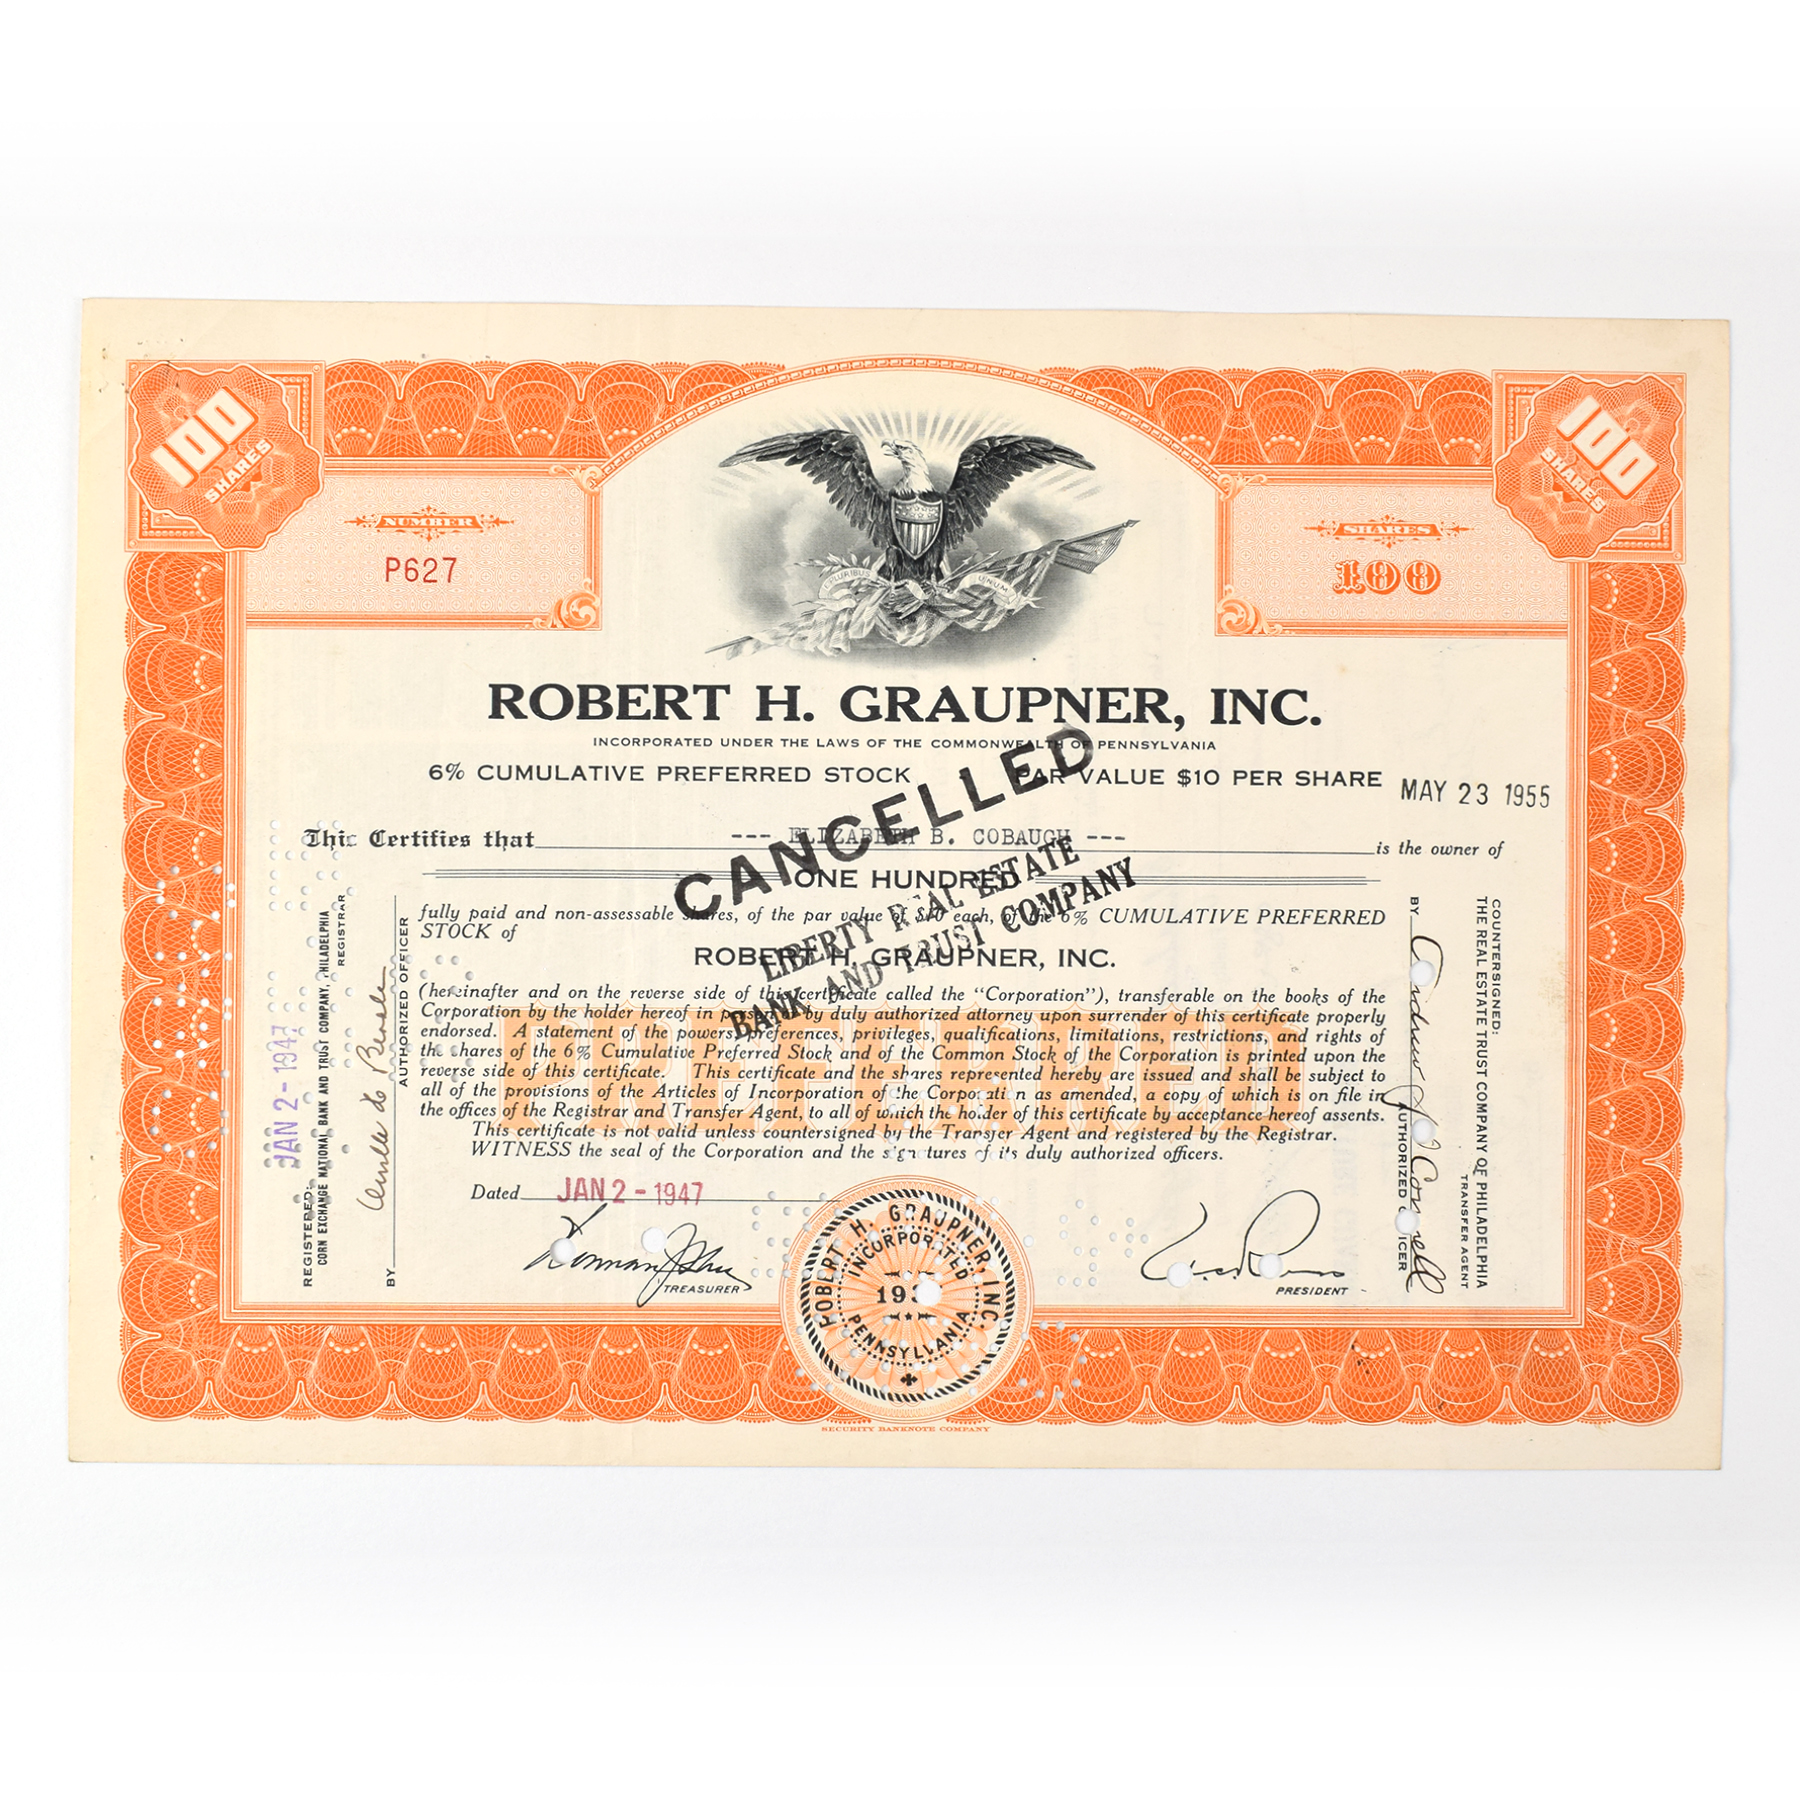 100
SHARES
100
SHARES
NUMBER
P627
SHARES
100
PLURIBUS
UNUM
ROBERT H. GRAUPNER, INC.
INCORPORATED UNDER THE LAWS OF THE COMMONWEALTH OF PENNSYLVANIA
6% CUMULATIVE PREFERRED STOCK PAR VALUE $10 PER SHARE
MAY 23 1955
This Certifies that --- ELIZABETH B. COBAUGH --- is the owner of
ONE HUNDRED
CANCELLED
LIBERTY REAL ESTATE
BANK AND TRUST COMPANY
fully paid and non-assessable shares, of the par value of $10 each, of the 6% CUMULATIVE PREFERRED
STOCK of
ROBERT H. GRAUPNER, INC.
(hereinafter and on the reverse side of this certificate called the "Corporation"), transferable on the books of the
Corporation by the holder hereof in person or by duly authorized attorney upon surrender of this certificate properly
endorsed. A statement of the powers, preferences, privileges, qualifications, limitations, restrictions, and rights of
the shares of the 6% Cumulative Preferred Stock and of the Common Stock of the Corporation is printed upon the
reverse side of this certificate. This certificate and the shares represented hereby are issued and shall be subject to
all of the provisions of the Articles of Incorporation of the Corporation as amended, a copy of which is on file in
the offices of the Registrar and Transfer Agent, to all of which the holder of this certificate by acceptance hereof assents.
This certificate is not valid unless countersigned by the Transfer Agent and registered by the Registrar.
WITNESS the seal of the Corporation and the signatures of its duly authorized officers.
PREFERRED
Dated JAN 2 - 1947
TREASURER
PRESIDENT
ROBERT H. GRAUPNER, INC.
INCORPORATED
193
PENNSYLVANIA
JAN 2 - 1947
REGISTERED:
CORN EXCHANGE NATIONAL BANK AND TRUST COMPANY, PHILADELPHIA
REGISTRAR
BY
AUTHORIZED OFFICER
COUNTERSIGNED:
THE REAL ESTATE TRUST COMPANY OF PHILADELPHIA
TRANSFER AGENT
BY Andrew J. O'Connell
AUTHORIZED OFFICER
SECURITY BANKNOTE COMPANY